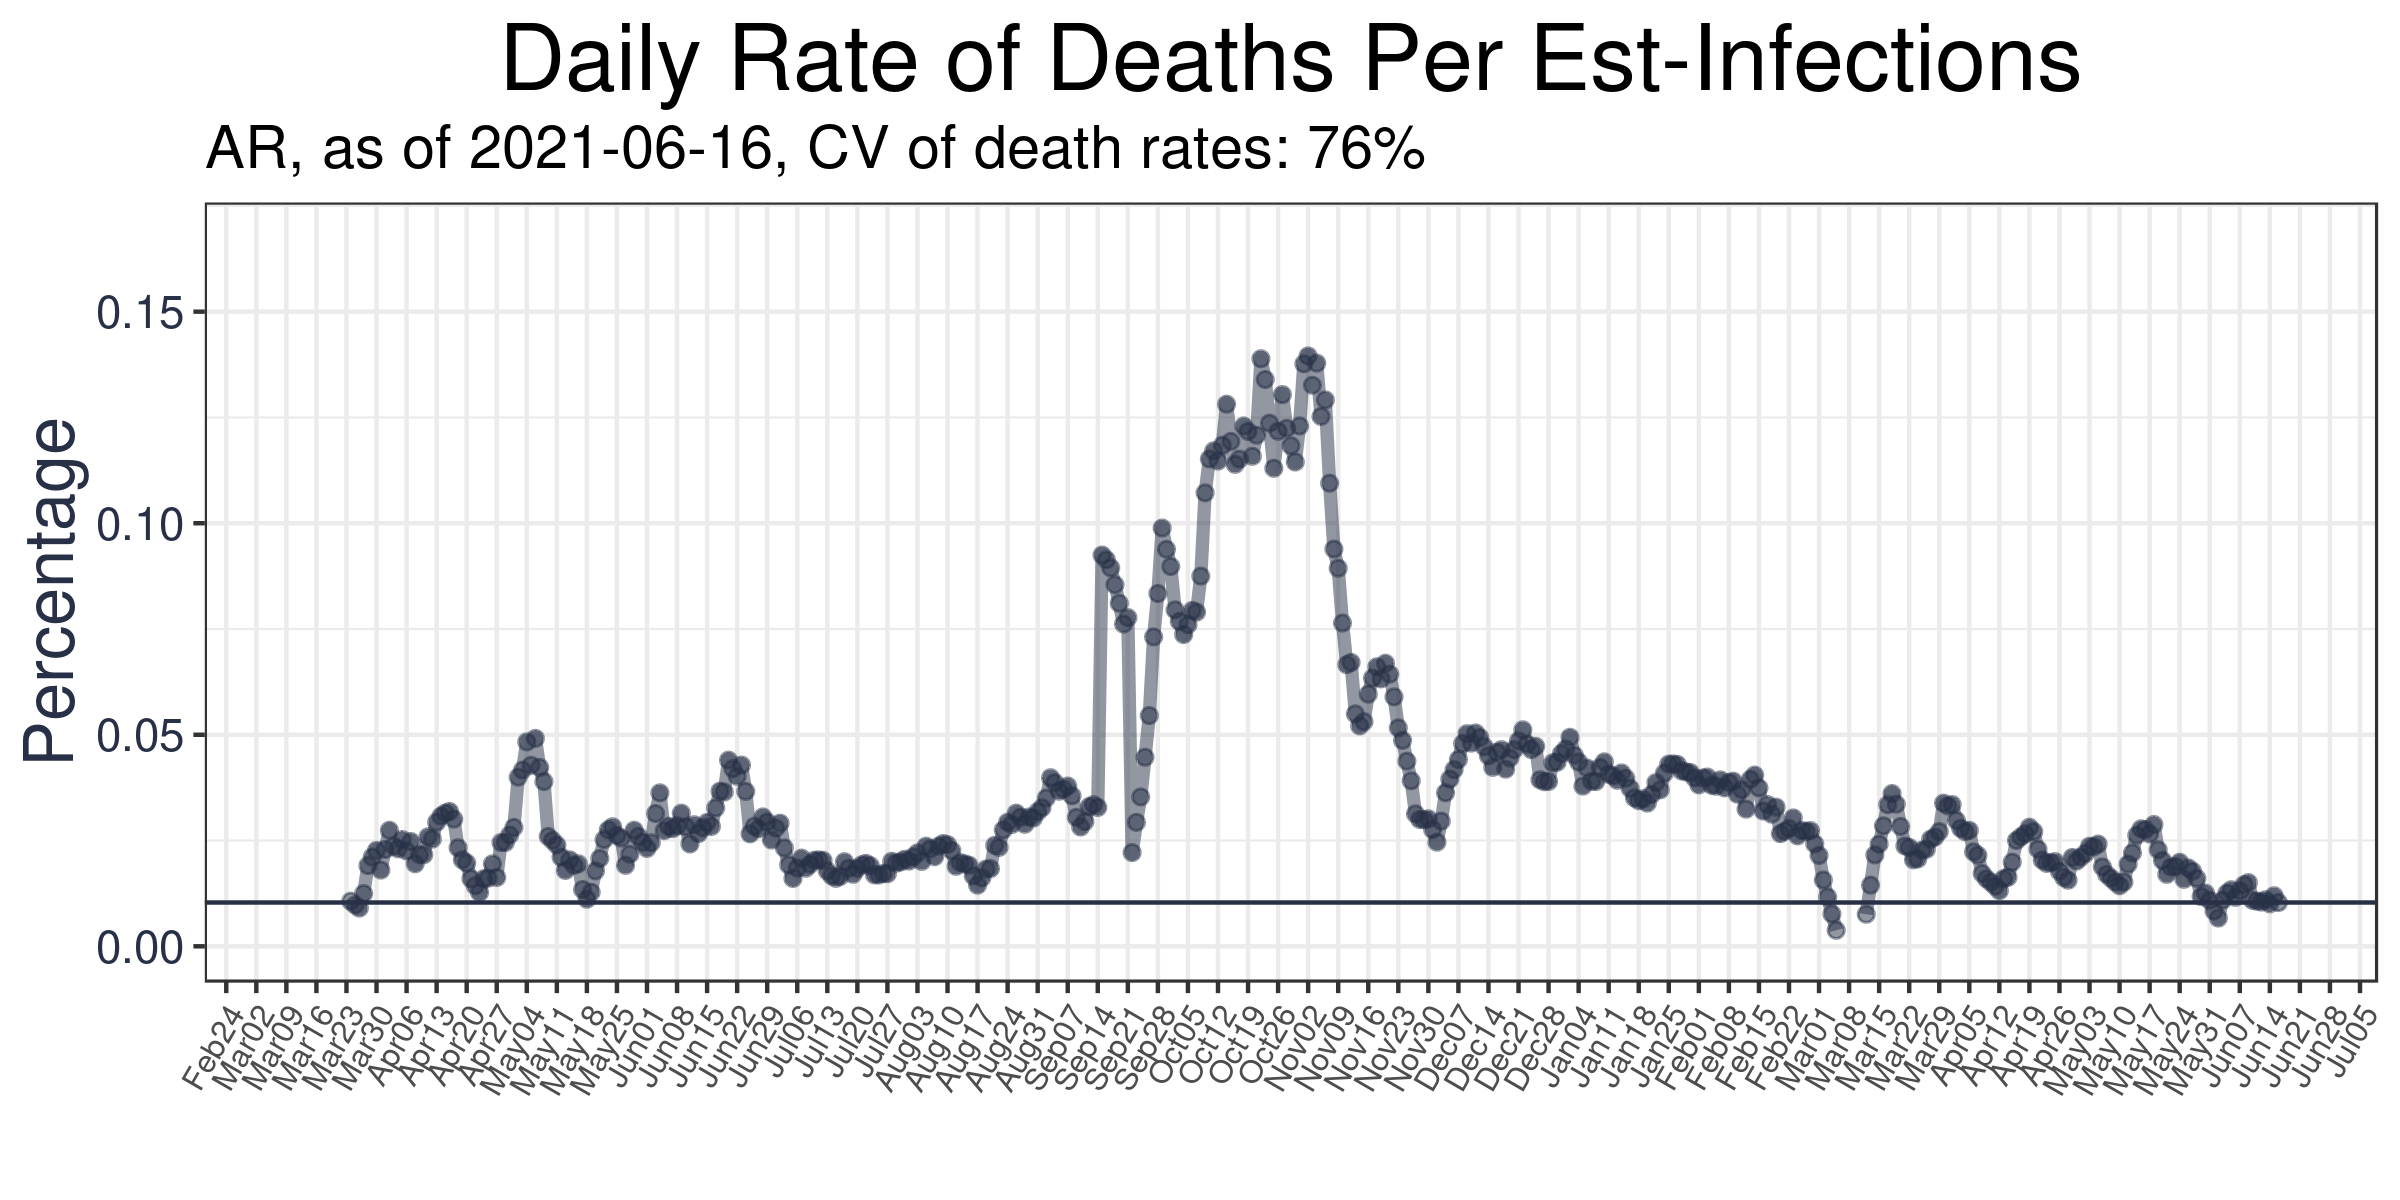 Daily Rate of Deaths Per Est-Infections
AR, as of 2021-06-16, CV of death rates: 76%
Percentage
0.15
0.10
0.05
0.00
Feb24
Mar02
Mar09
Mar16
Mar23
Mar30
Apr06
Apr13
Apr20
Apr27
May04
May11
May18
May25
Jun01
Jun08
Jun15
Jun22
Jun29
Jul06
Jul13
Jul20
Jul27
Aug03
Aug10
Aug17
Aug24
Aug31
Sep07
Sep14
Sep21
Sep28
Oct05
Oct12
Oct19
Oct26
Nov02
Nov09
Nov16
Nov23
Nov30
Dec07
Dec14
Dec21
Dec28
Jan04
Jan11
Jan18
Jan25
Feb01
Feb08
Feb15
Feb22
Mar01
Mar08
Mar15
Mar22
Mar29
Apr05
Apr12
Apr19
Apr26
May03
May10
May17
May24
May31
Jun07
Jun14
Jun21
Jun28
Jul05